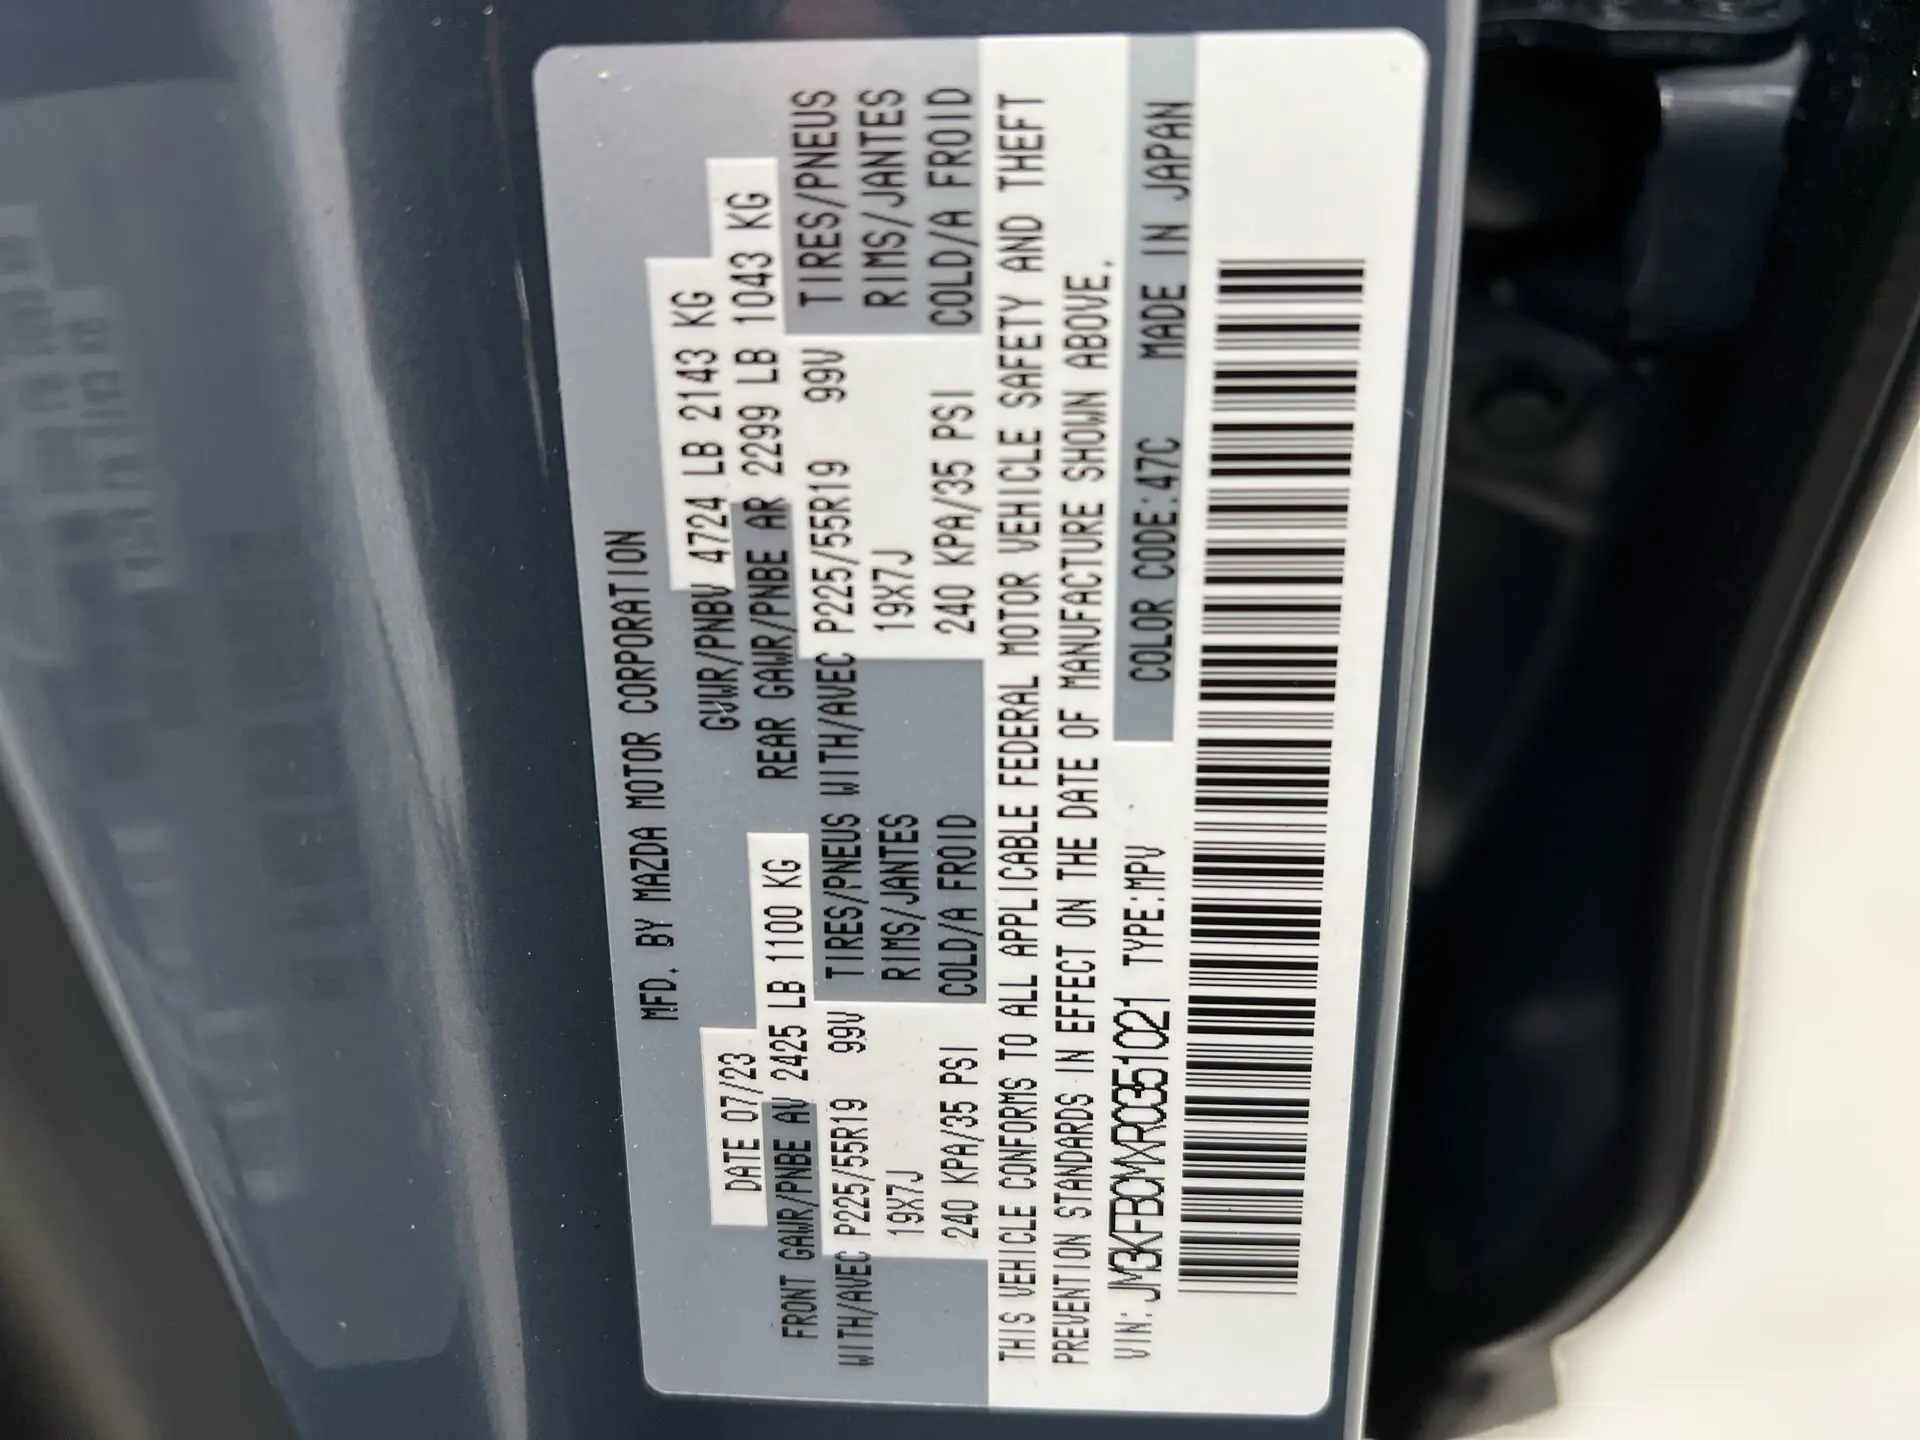 MFD. BY MAZDA MOTOR CORPORATION
DATE 07/23 GVWR/PNBV 4724 LB 2143 KG
FRONT GAWR/PNBE AV 2425 LB 1100 KG REAR GAWR/PNBE AR 2299 LB 1043 KG
WITH/AVEC P225/55R19 99V TIRES/PNEUS WITH/AVEC P225/55R19 99V TIRES/PNEUS
19X7J RIMS/JANTES 19X7J RIMS/JANTES
240 KPA/35 PSI COLD/A FROID 240 KPA/35 PSI COLD/A FROID
THIS VEHICLE CONFORMS TO ALL APPLICABLE FEDERAL MOTOR VEHICLE SAFETY AND THEFT
PREVENTION STANDARDS IN EFFECT ON THE DATE OF MANUFACTURE SHOWN ABOVE.
VIN: JM3KFBCMXR0351021 TYPE:MPV COLOR CODE:47C MADE IN JAPAN